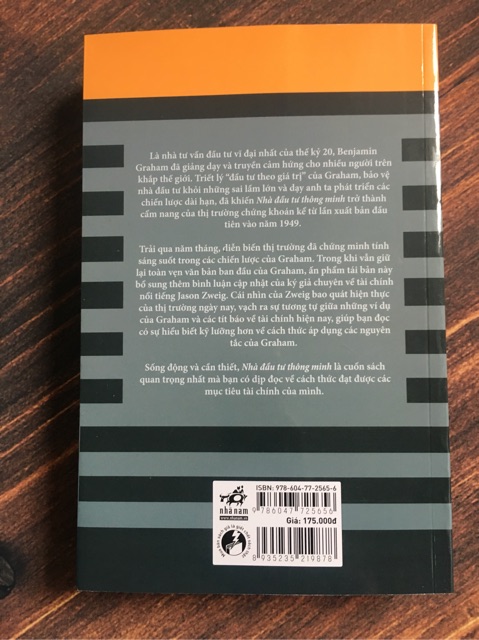 Là nhà tư vấn đầu tư vĩ đại nhất của thế kỷ 20, Benjamin
Graham đã giảng dạy và truyền cảm hứng cho nhiều người trên
khắp thế giới. Triết lý "đầu tư theo giá trị" của Graham, bảo vệ
nhà đầu tư khỏi những sai lầm lớn và dạy anh ta phát triển các
chiến lược dài hạn, đã khiến Nhà đầu tư thông minh trở thành
cẩm nang của thị trường chứng khoán kể từ lần xuất bản đầu
tiên vào năm 1949.
Trải qua năm tháng, diễn biến thị trường đã chứng minh tính
sáng suốt trong các chiến lược của Graham. Trong khi vẫn giữ
lại toàn vẹn văn bản ban đầu của Graham, ấn phẩm tái bản này
bổ sung thêm bình luận cập nhật của ký giả chuyên về tài chính
nổi tiếng Jason Zweig. Cái nhìn của Zweig bao quát hiện thực
của thị trường ngày nay, vạch ra sự tương tự giữa những ví dụ
của Graham và các tít báo về tài chính hiện nay, giúp bạn đọc
có sự hiểu biết kỹ lưỡng hơn về cách thức áp dụng các nguyên
tắc của Graham.
Sống động và cần thiết, Nhà đầu tư thông minh là cuốn sách
quan trọng nhất mà bạn có dịp đọc về cách thức đạt được các
mục tiêu tài chính của mình.
ISBN: 978-604-77-2565-6
nhã nam
www.nhanam.vn
9 786047 725656
Giá: 175.000đ
8 935235 219878